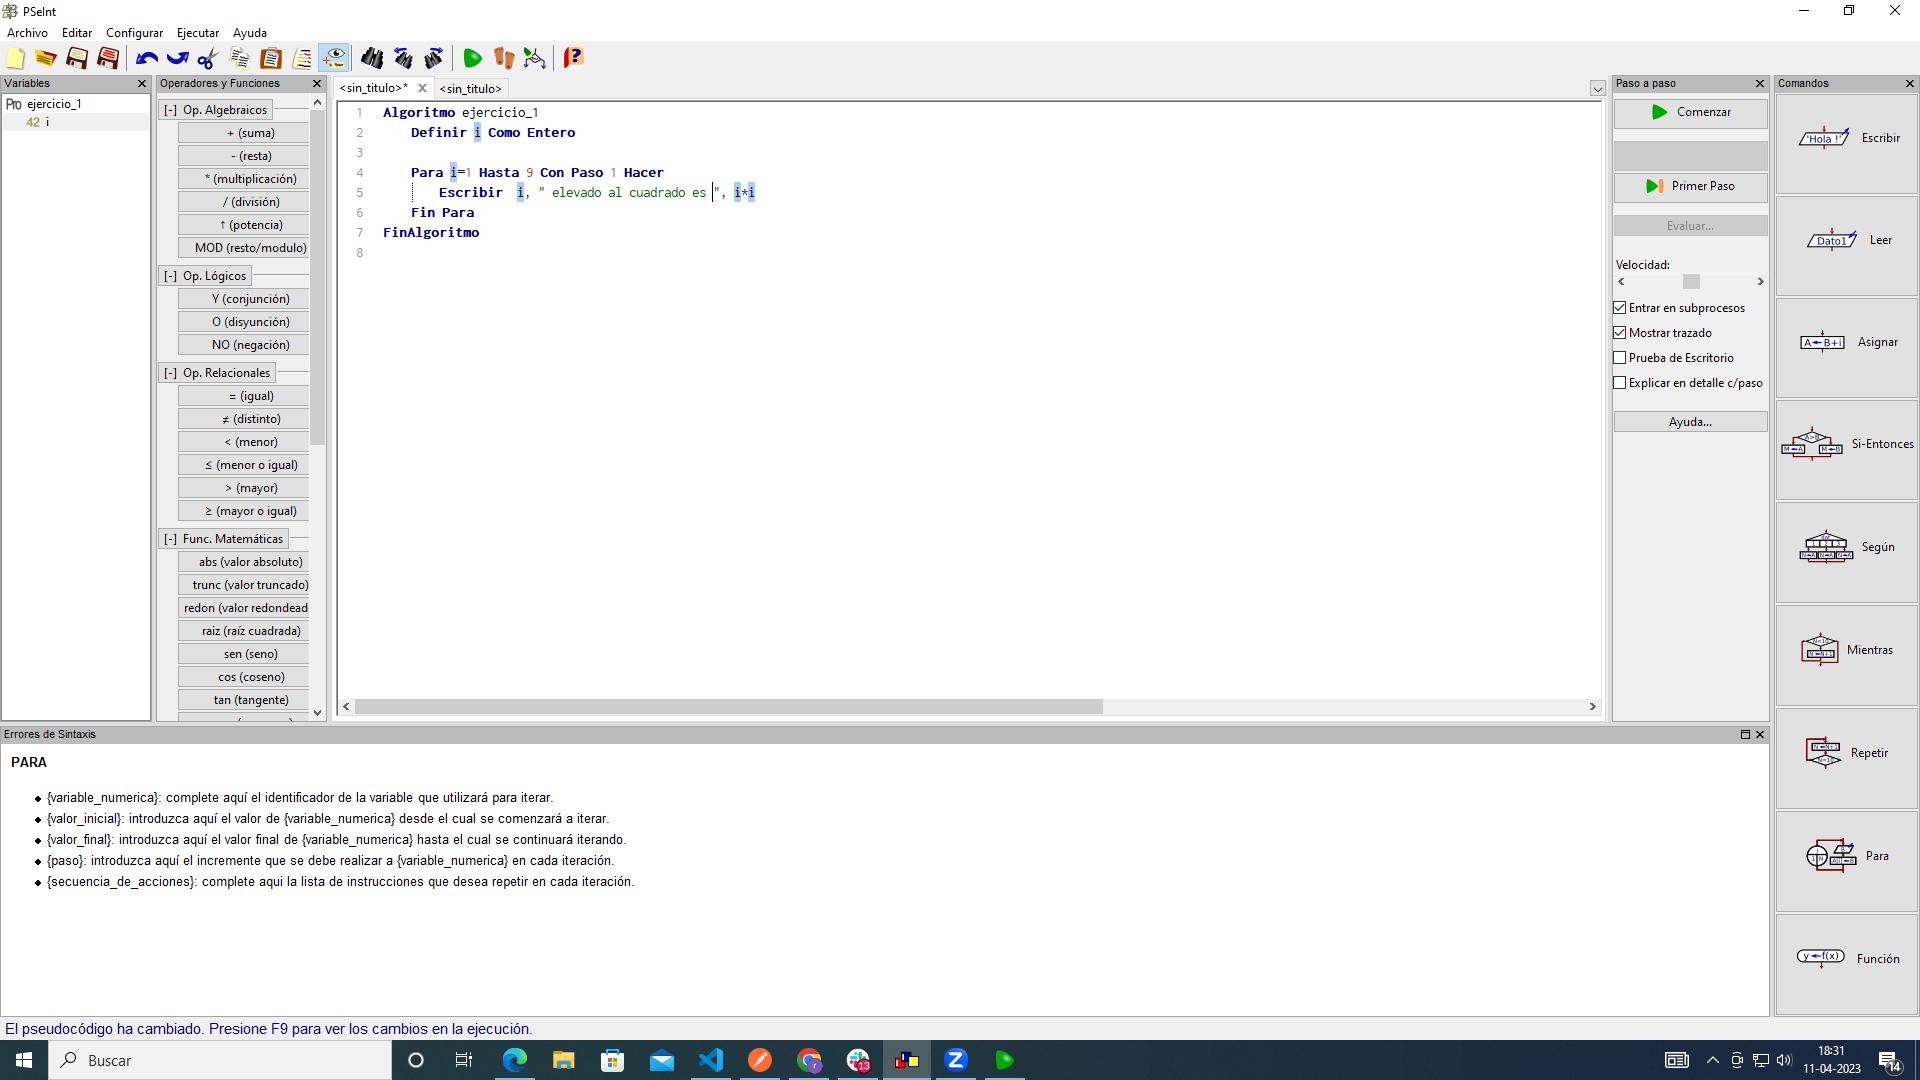 PSeInt
Archivo Editar Configurar Ejecutar Ayuda
Variables
Pro ejercicio_1
42 i
Operadores y Funciones
[-] Op. Algebraicos
+ (suma)
- (resta)
* (multiplicación)
/ (división)
↑ (potencia)
MOD (resto/modulo)
[-] Op. Lógicos
Y (conjunción)
O (disyunción)
NO (negación)
[-] Op. Relacionales
= (igual)
≠ (distinto)
< (menor)
≤ (menor o igual)
> (mayor)
≥ (mayor o igual)
[-] Func. Matemáticas
abs (valor absoluto)
trunc (valor truncado)
redon (valor redondead
raiz (raíz cuadrada)
sen (seno)
cos (coseno)
tan (tangente)
<sin_titulo>* <sin_titulo>
1 Algoritmo ejercicio_1
2 Definir i Como Entero
3
4 Para i=1 Hasta 9 Con Paso 1 Hacer
5 Escribir i, " elevado al cuadrado es ", i*i
6 Fin Para
7 FinAlgoritmo
8
Paso a paso
Comenzar
Primer Paso
Evaluar...
Velocidad:
Entrar en subprocesos
Mostrar trazado
Prueba de Escritorio
Explicar en detalle c/paso
Ayuda...
Comandos
'Hola !' Escribir
Dato1 Leer
A←B+i Asignar
A>B M←A M←B Si-Entonces
Según
Mientras
Repetir
Para
y←f(x) Función
Errores de Sintaxis
PARA
{variable_numerica}: complete aquí el identificador de la variable que utilizará para iterar.
{valor_inicial}: introduzca aquí el valor de {variable_numerica} desde el cual se comenzará a iterar.
{valor_final}: introduzca aquí el valor final de {variable_numerica} hasta el cual se continuará iterando.
{paso}: introduzca aquí el incremente que se debe realizar a {variable_numerica} en cada iteración.
{secuencia_de_acciones}: complete aqui la lista de instrucciones que desea repetir en cada iteración.
El pseudocódigo ha cambiado. Presione F9 para ver los cambios en la ejecución.
Buscar
13
18:31
11-04-2023
14